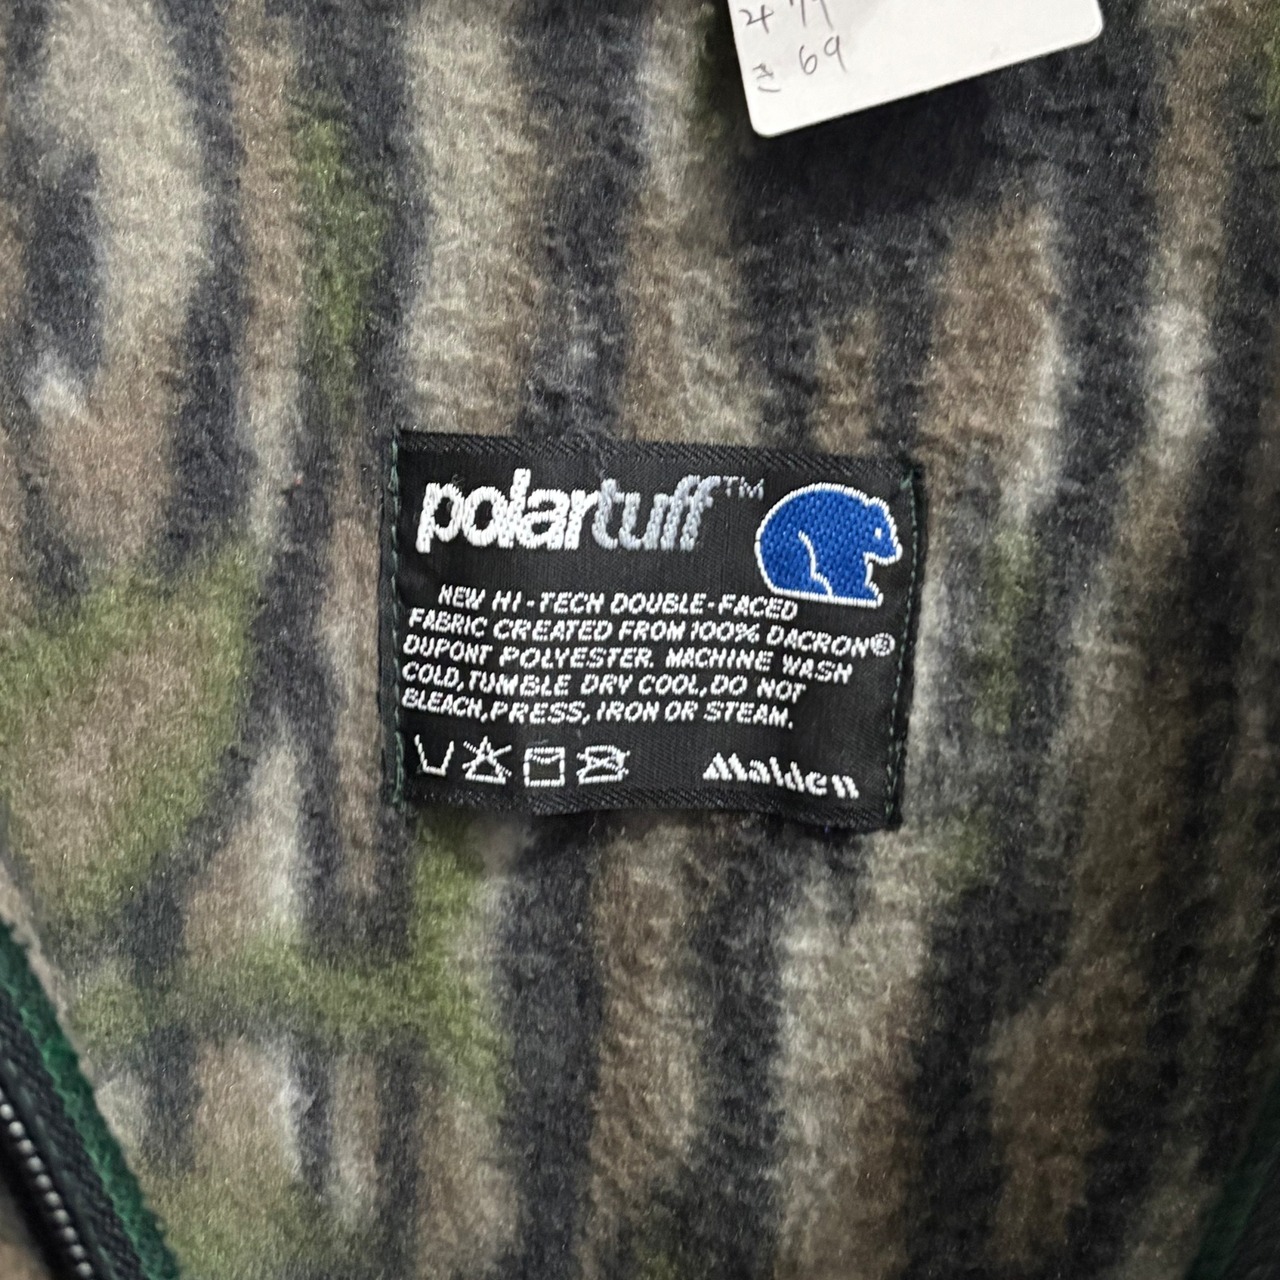 69
polartuff™
NEW HI-TECH DOUBLE-FACED
FABRIC CREATED FROM 100% DACRON®
DUPONT POLYESTER. MACHINE WASH
COLD, TUMBLE DRY COOL, DO NOT
BLEACH, PRESS, IRON OR STEAM.
Malden